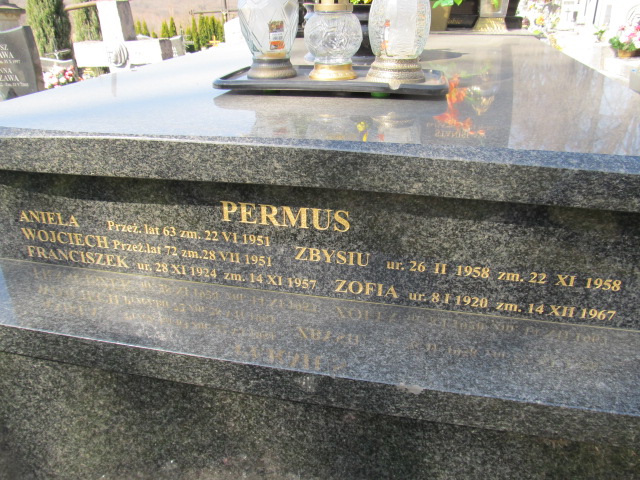 PERMUS
ANIELA Przeź. lat 63 zm. 22 VI 1951
WOJCIECH Przeź. lat 72 zm. 28 VII 1951
FRANCISZEK ur. 28 XI 1924 zm. 14 XI 1957
ZBYSIU ur. 26 II 1958 zm. 22 XI 1958
ZOFIA ur. 8 I 1920 zm. 14 XII 1967